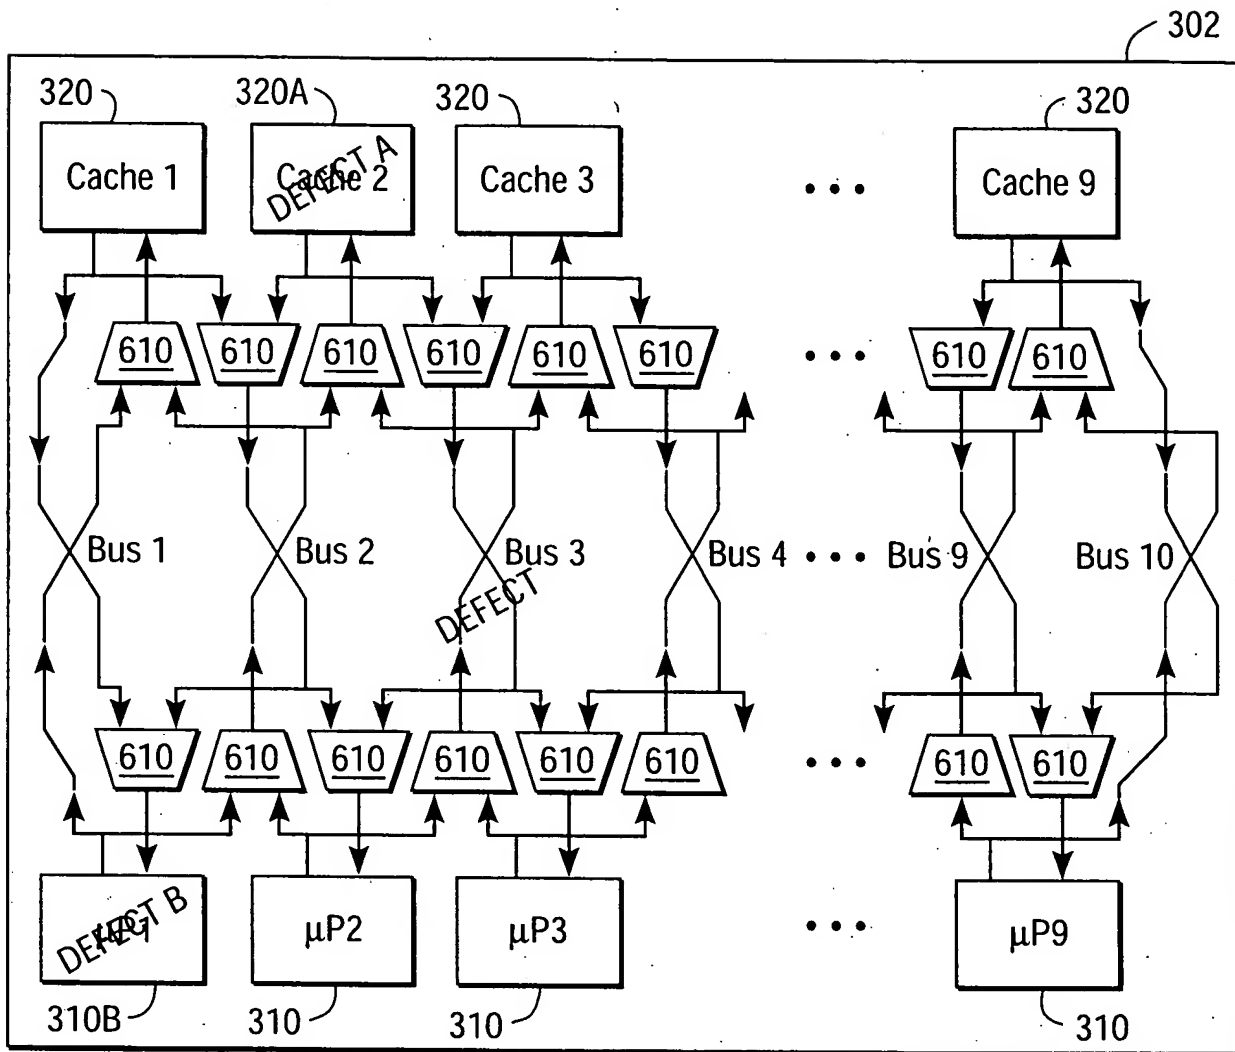 302
320 320A 320 320
Cache 1 Cache 2 Cache 3 Cache 9
DEFECT A
610 610 610 610 610 610 610 610
Bus 1 Bus 2 Bus 3 Bus 4 Bus 9 Bus 10
DEFECT
610 610 610 610 610 610 610 610
µP1 µP2 µP3 µP9
DEFECT B
310B 310 310 310